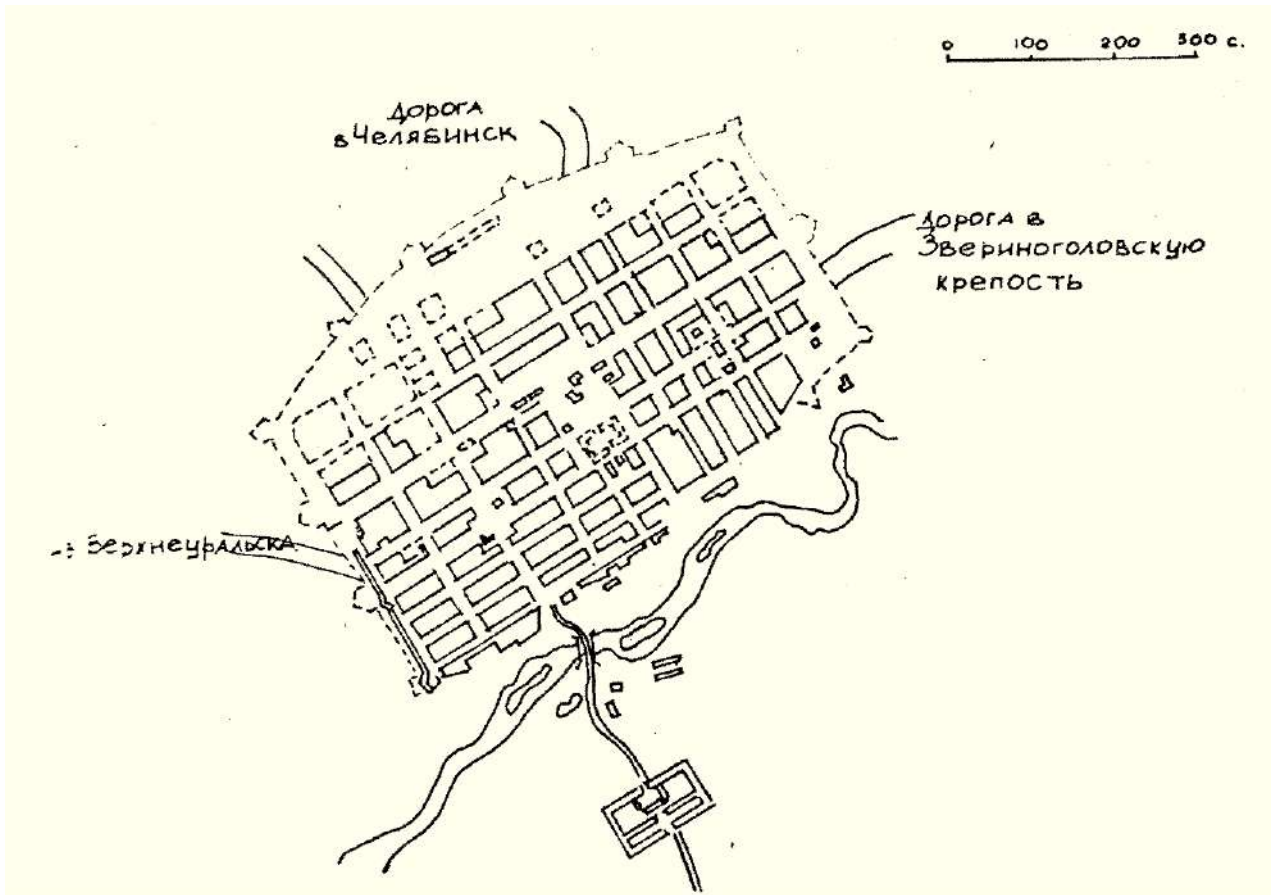 0 100 200 300 с.
Дорога
в Челябинск
Дорога в
Звериноголовскую
крепость
Верхнеуральска